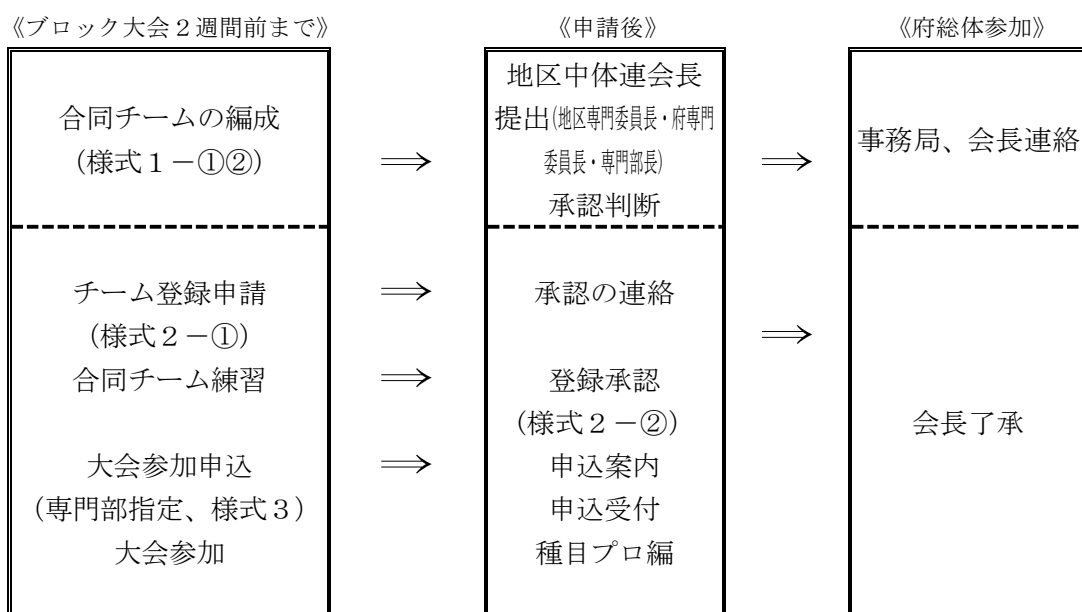 《ブロック大会２週間前まで》
合同チームの編成
(様式１－①②)
チーム登録申請
(様式２－①)
合同チーム練習
大会参加申込
(専門部指定、様式３)
大会参加
⇒
⇒
⇒
⇒
《申請後》
地区中体連会長
提出(地区専門委員長・府専門
委員長・専門部長)
承認判断
承認の連絡
登録承認
(様式２－②)
申込案内
申込受付
種目プロ編
⇒
⇒
《府総体参加》
事務局、会長連絡
会長了承